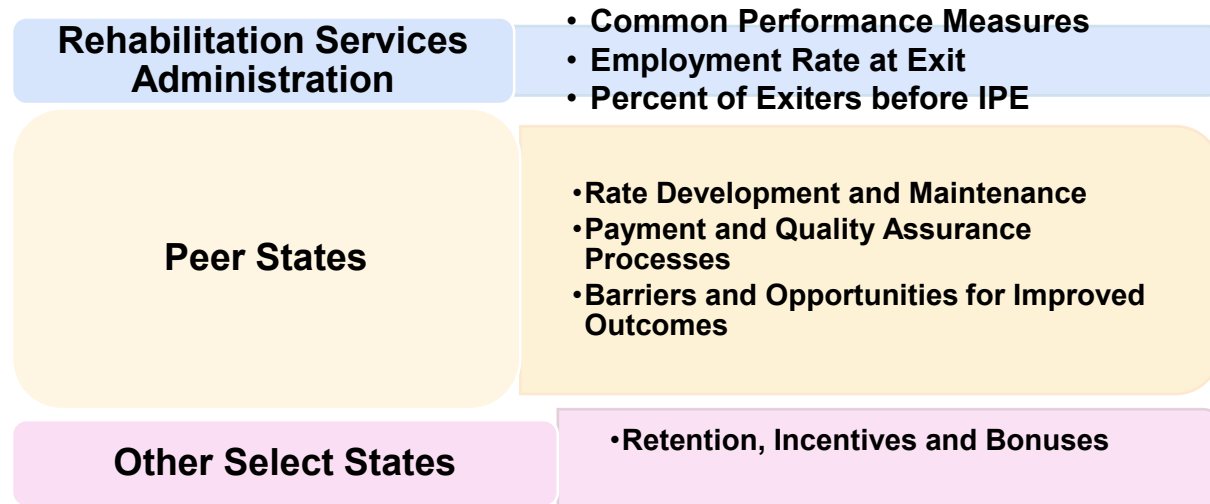 Rehabilitation Services
Administration
• Common Performance Measures
• Employment Rate at Exit
• Percent of Exiters before IPE
Peer States
•Rate Development and Maintenance
•Payment and Quality Assurance
Processes
•Barriers and Opportunities for Improved
Outcomes
Other Select States
•Retention, Incentives and Bonuses